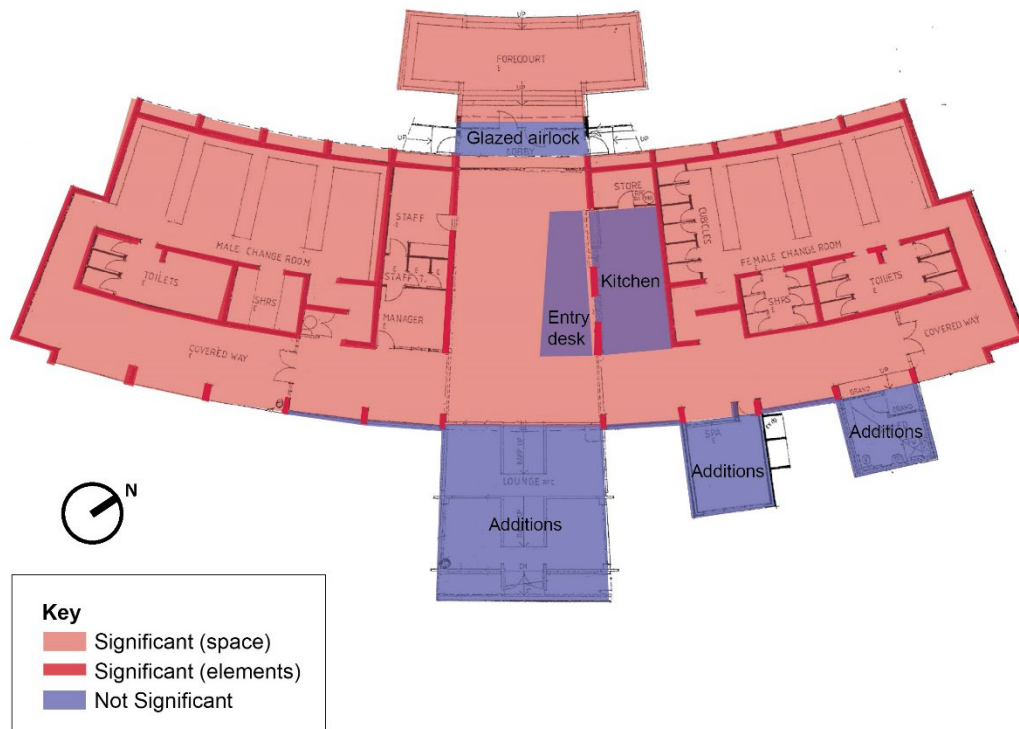 UP
FORECOURT
E
UP
Glazed airlock
LOBBY
UP
UP
STORE
STAFF
E
CUBICLES
MALE CHANGE ROOM
E
FEMALE CHANGE ROOM
E
TOILETS
E
STAFF T.
Kitchen
TOILETS
E
SHRS
E
SHRS
E
MANAGER
E
Entry
desk
COVERED WAY
E
COVERED WAY
E
UP
SPA
E
Additions
LOUNGE
Additions
Additions
N
DN
Key
Significant (space)
Significant (elements)
Not Significant